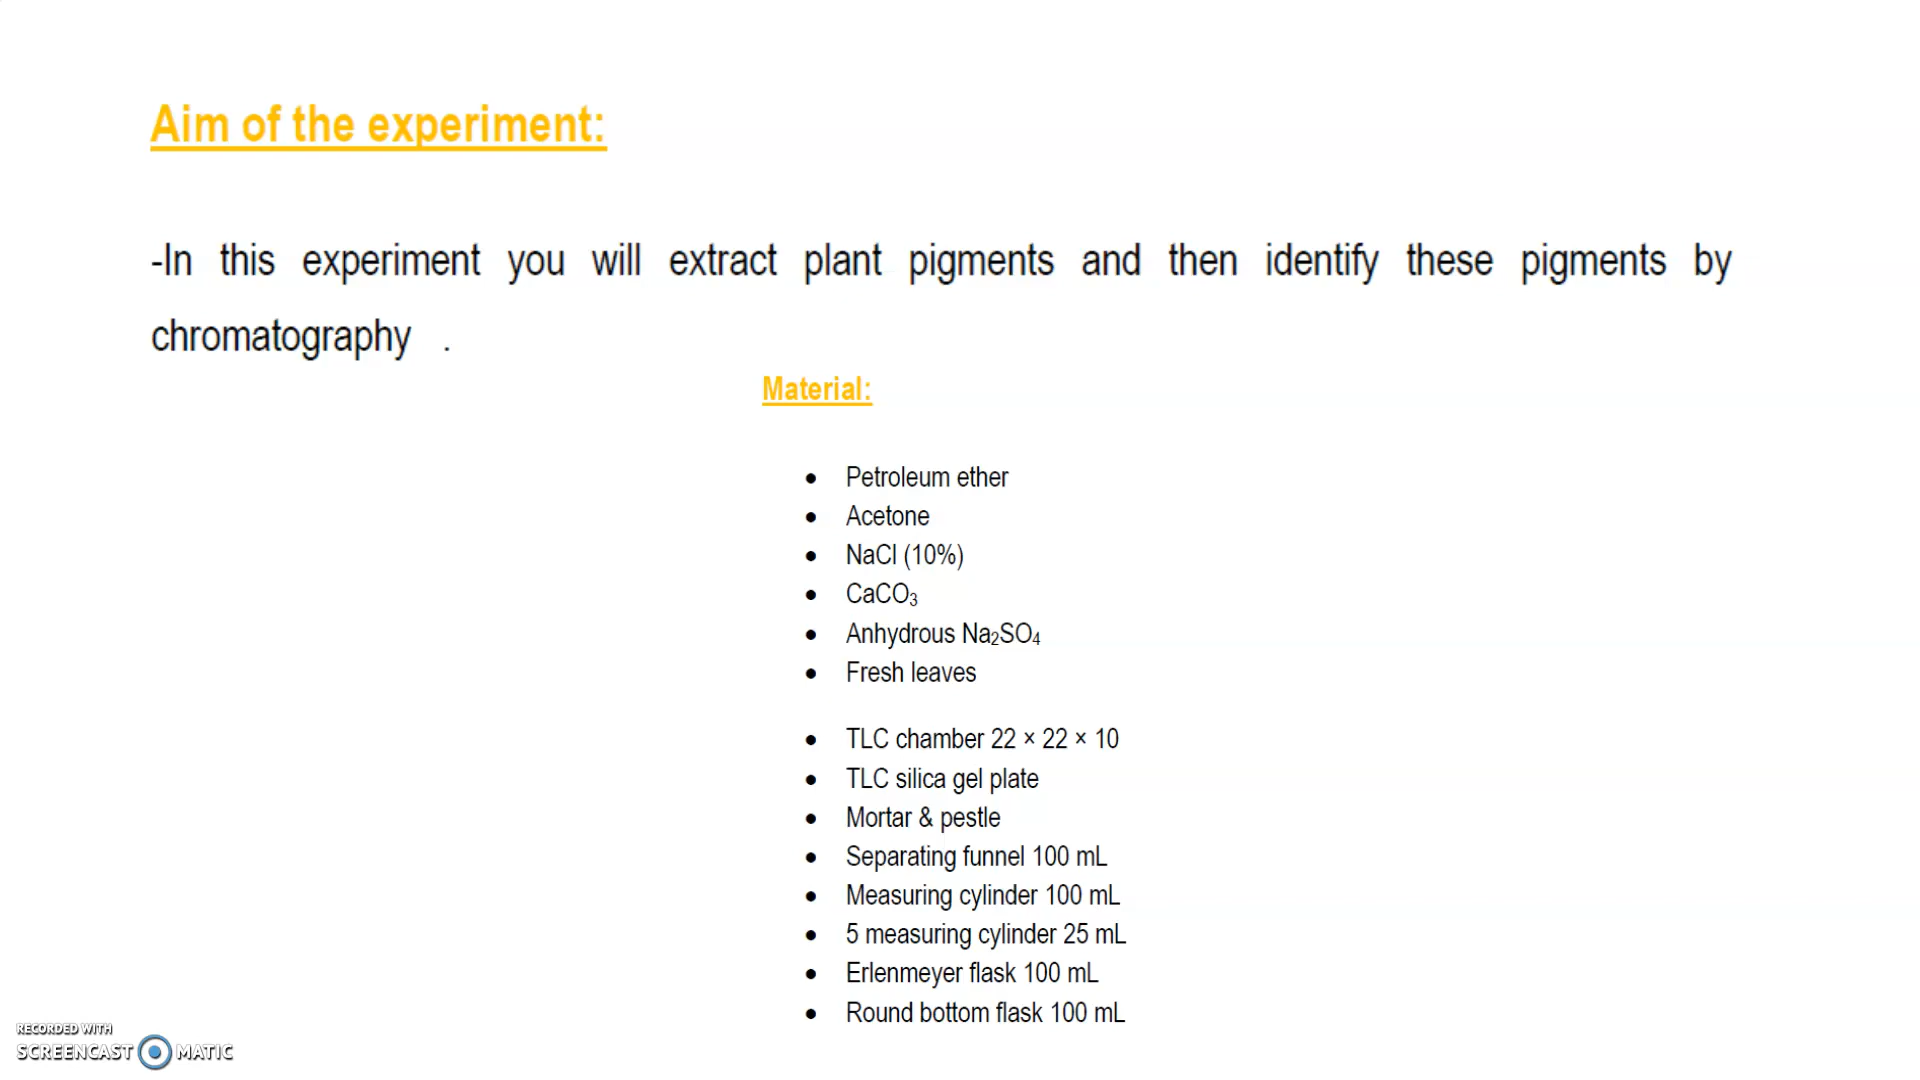 Aim of the experiment:
-In this experiment you will extract plant pigments and then identify these pigments by
chromatography .
Material:
• Petroleum ether
• Acetone
• NaCl (10%)
• CaCO₃
• Anhydrous Na₂SO₄
• Fresh leaves
• TLC chamber 22 × 22 × 10
• TLC silica gel plate
• Mortar & pestle
• Separating funnel 100 mL
• Measuring cylinder 100 mL
• 5 measuring cylinder 25 mL
• Erlenmeyer flask 100 mL
• Round bottom flask 100 mL
RECORDED WITH
SCREENCAST MATIC